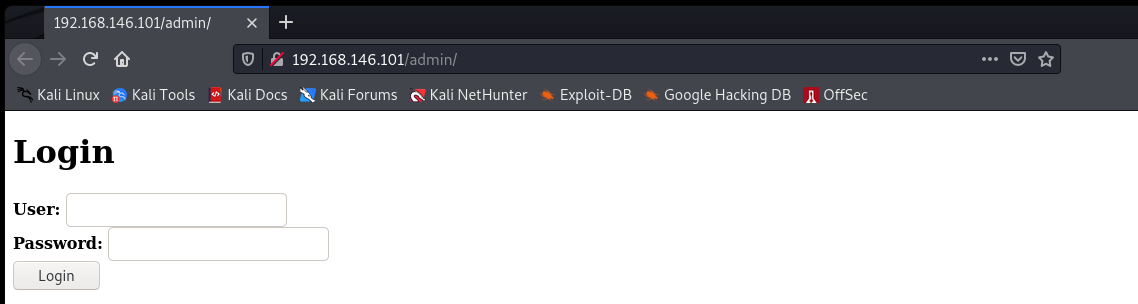 192.168.146.101/admin/
192.168.146.101/admin/
Kali Linux Kali Tools Kali Docs Kali Forums Kali NetHunter Exploit-DB Google Hacking DB OffSec
Login
User:
Password:
Login